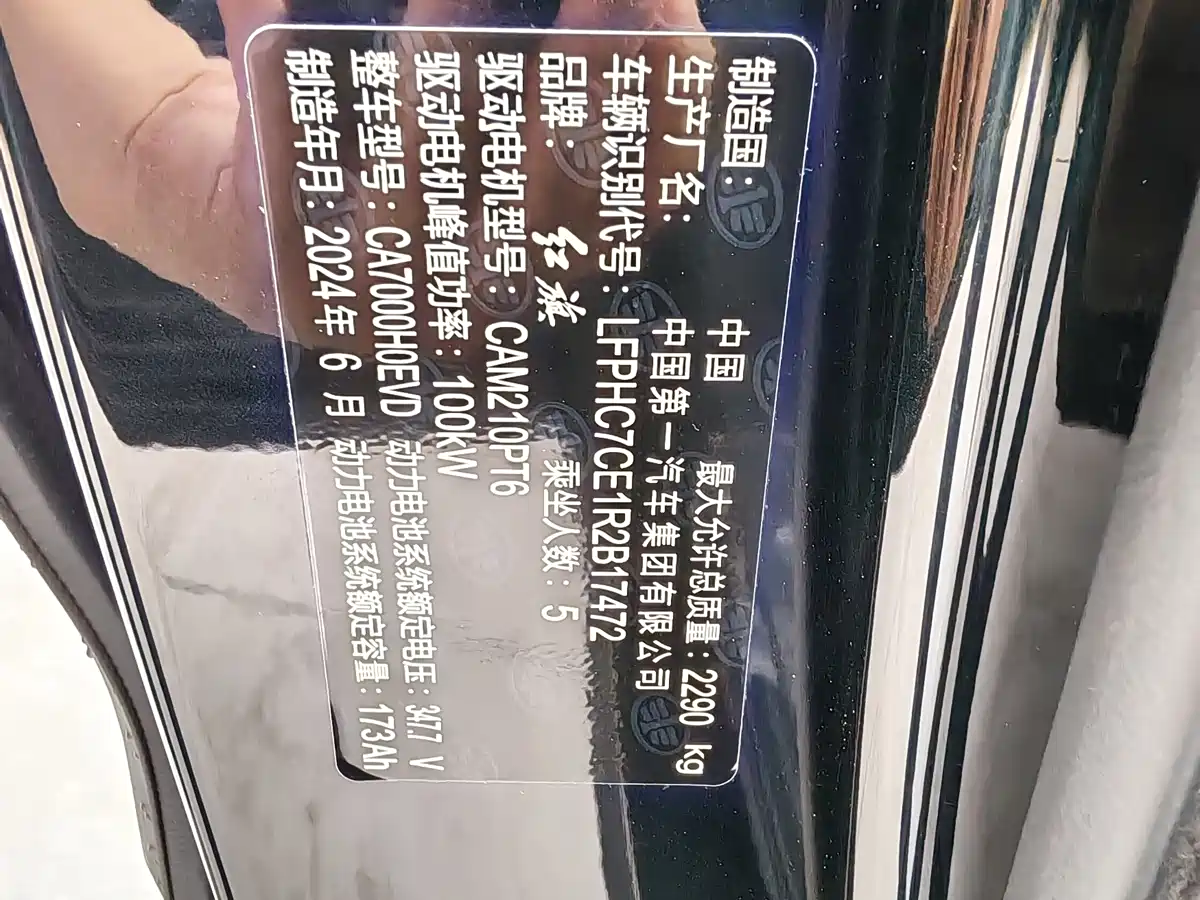 制造国: 中国 最大允许总质量: 2290 kg
生产厂名: 中国第一汽车集团有限公司
车辆识别代号: LFPHC7CE1R2B17472
品牌: 红旗 乘坐人数: 5
驱动电机型号: CAM210PT6
驱动电机峰值功率: 100kW
整车型号: CA7000H0EVD 动力电池系统额定电压: 347.7 V
制造年月: 2024年 6 月 动力电池系统额定容量: 173Ah